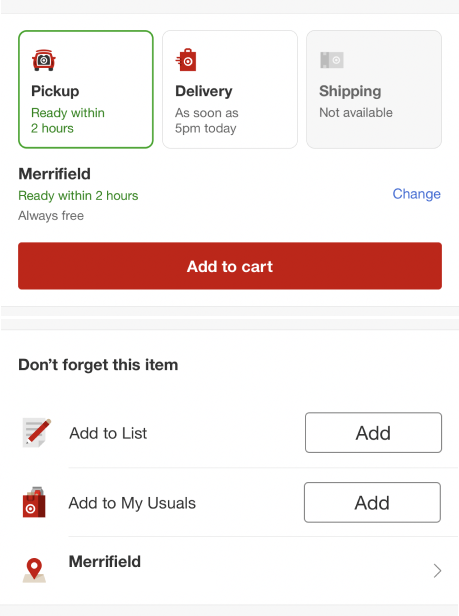 Pickup
Ready within
2 hours
Delivery
As soon as
5pm today
Shipping
Not available
Merrifield
Ready within 2 hours
Change
Always free
Add to cart
Don’t forget this item
Add to List
Add
Add to My Usuals
Add
Merrifield